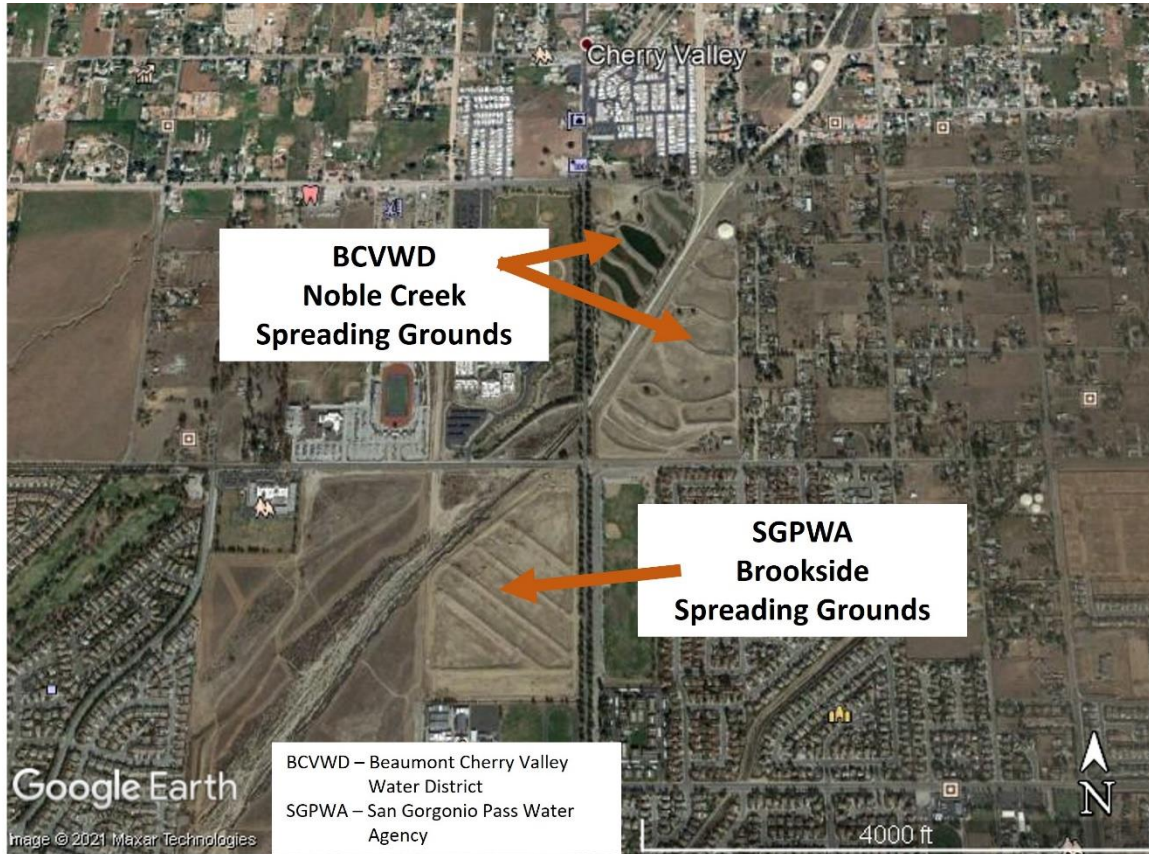 Cherry Valley
BCVWD
Noble Creek
Spreading Grounds
SGPWA
Brookside
Spreading Grounds
BCVWD – Beaumont Cherry Valley
Water District
SGPWA – San Gorgonio Pass Water
Agency
Google Earth
Image © 2021 Maxar Technologies
N
4000 ft